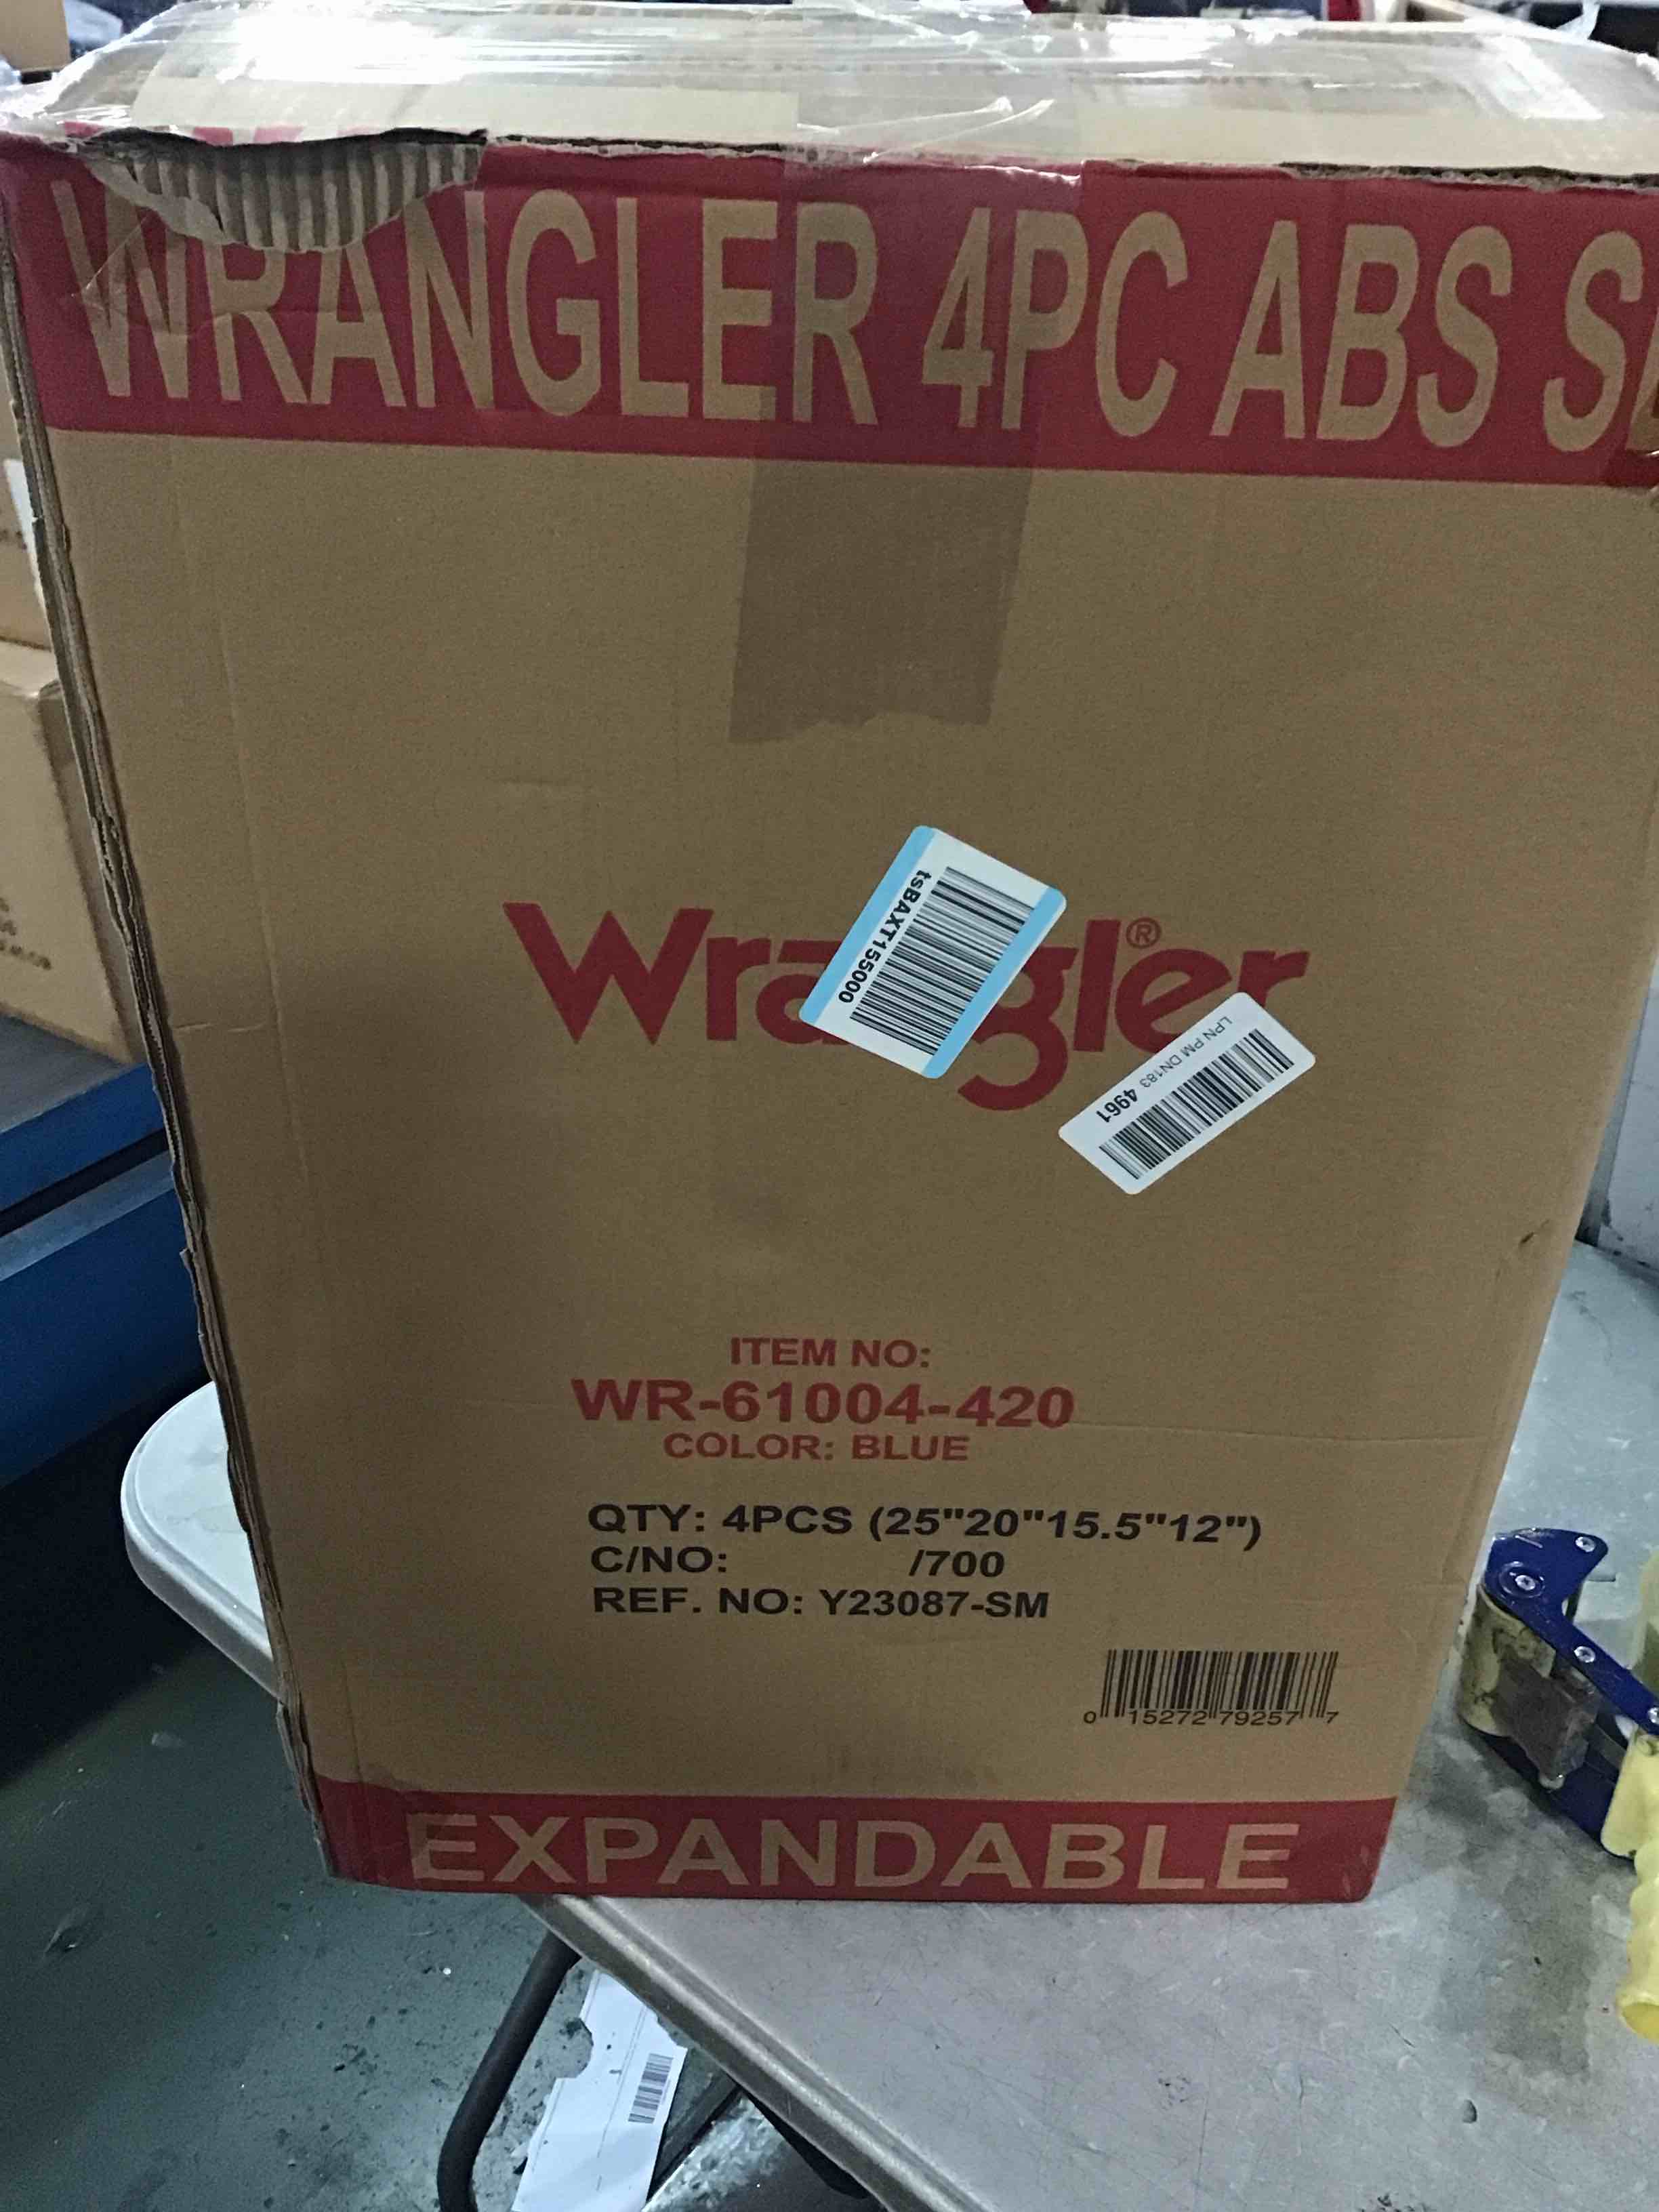 WRANGLER 4PC ABS
tsBAXT155000
Wrangler®
LPN PM DN183 4961
ITEM NO:
WR-61004-420
COLOR: BLUE
QTY: 4PCS (25"20"15.5"12")
C/NO: /700
REF. NO: Y23087-SM
0 15272 79257 7
EXPANDABLE